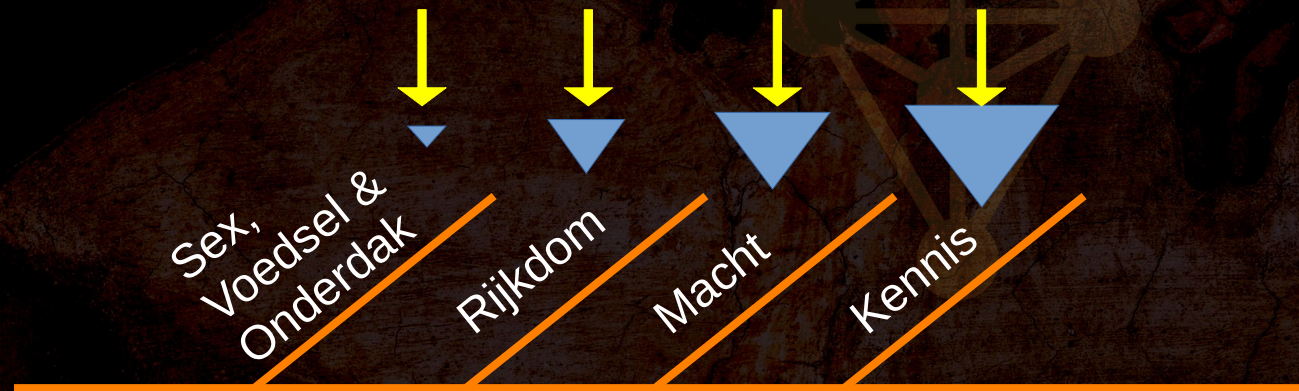 Sex,
Voedsel &
Onderdak
Rijkdom
Macht
Kennis